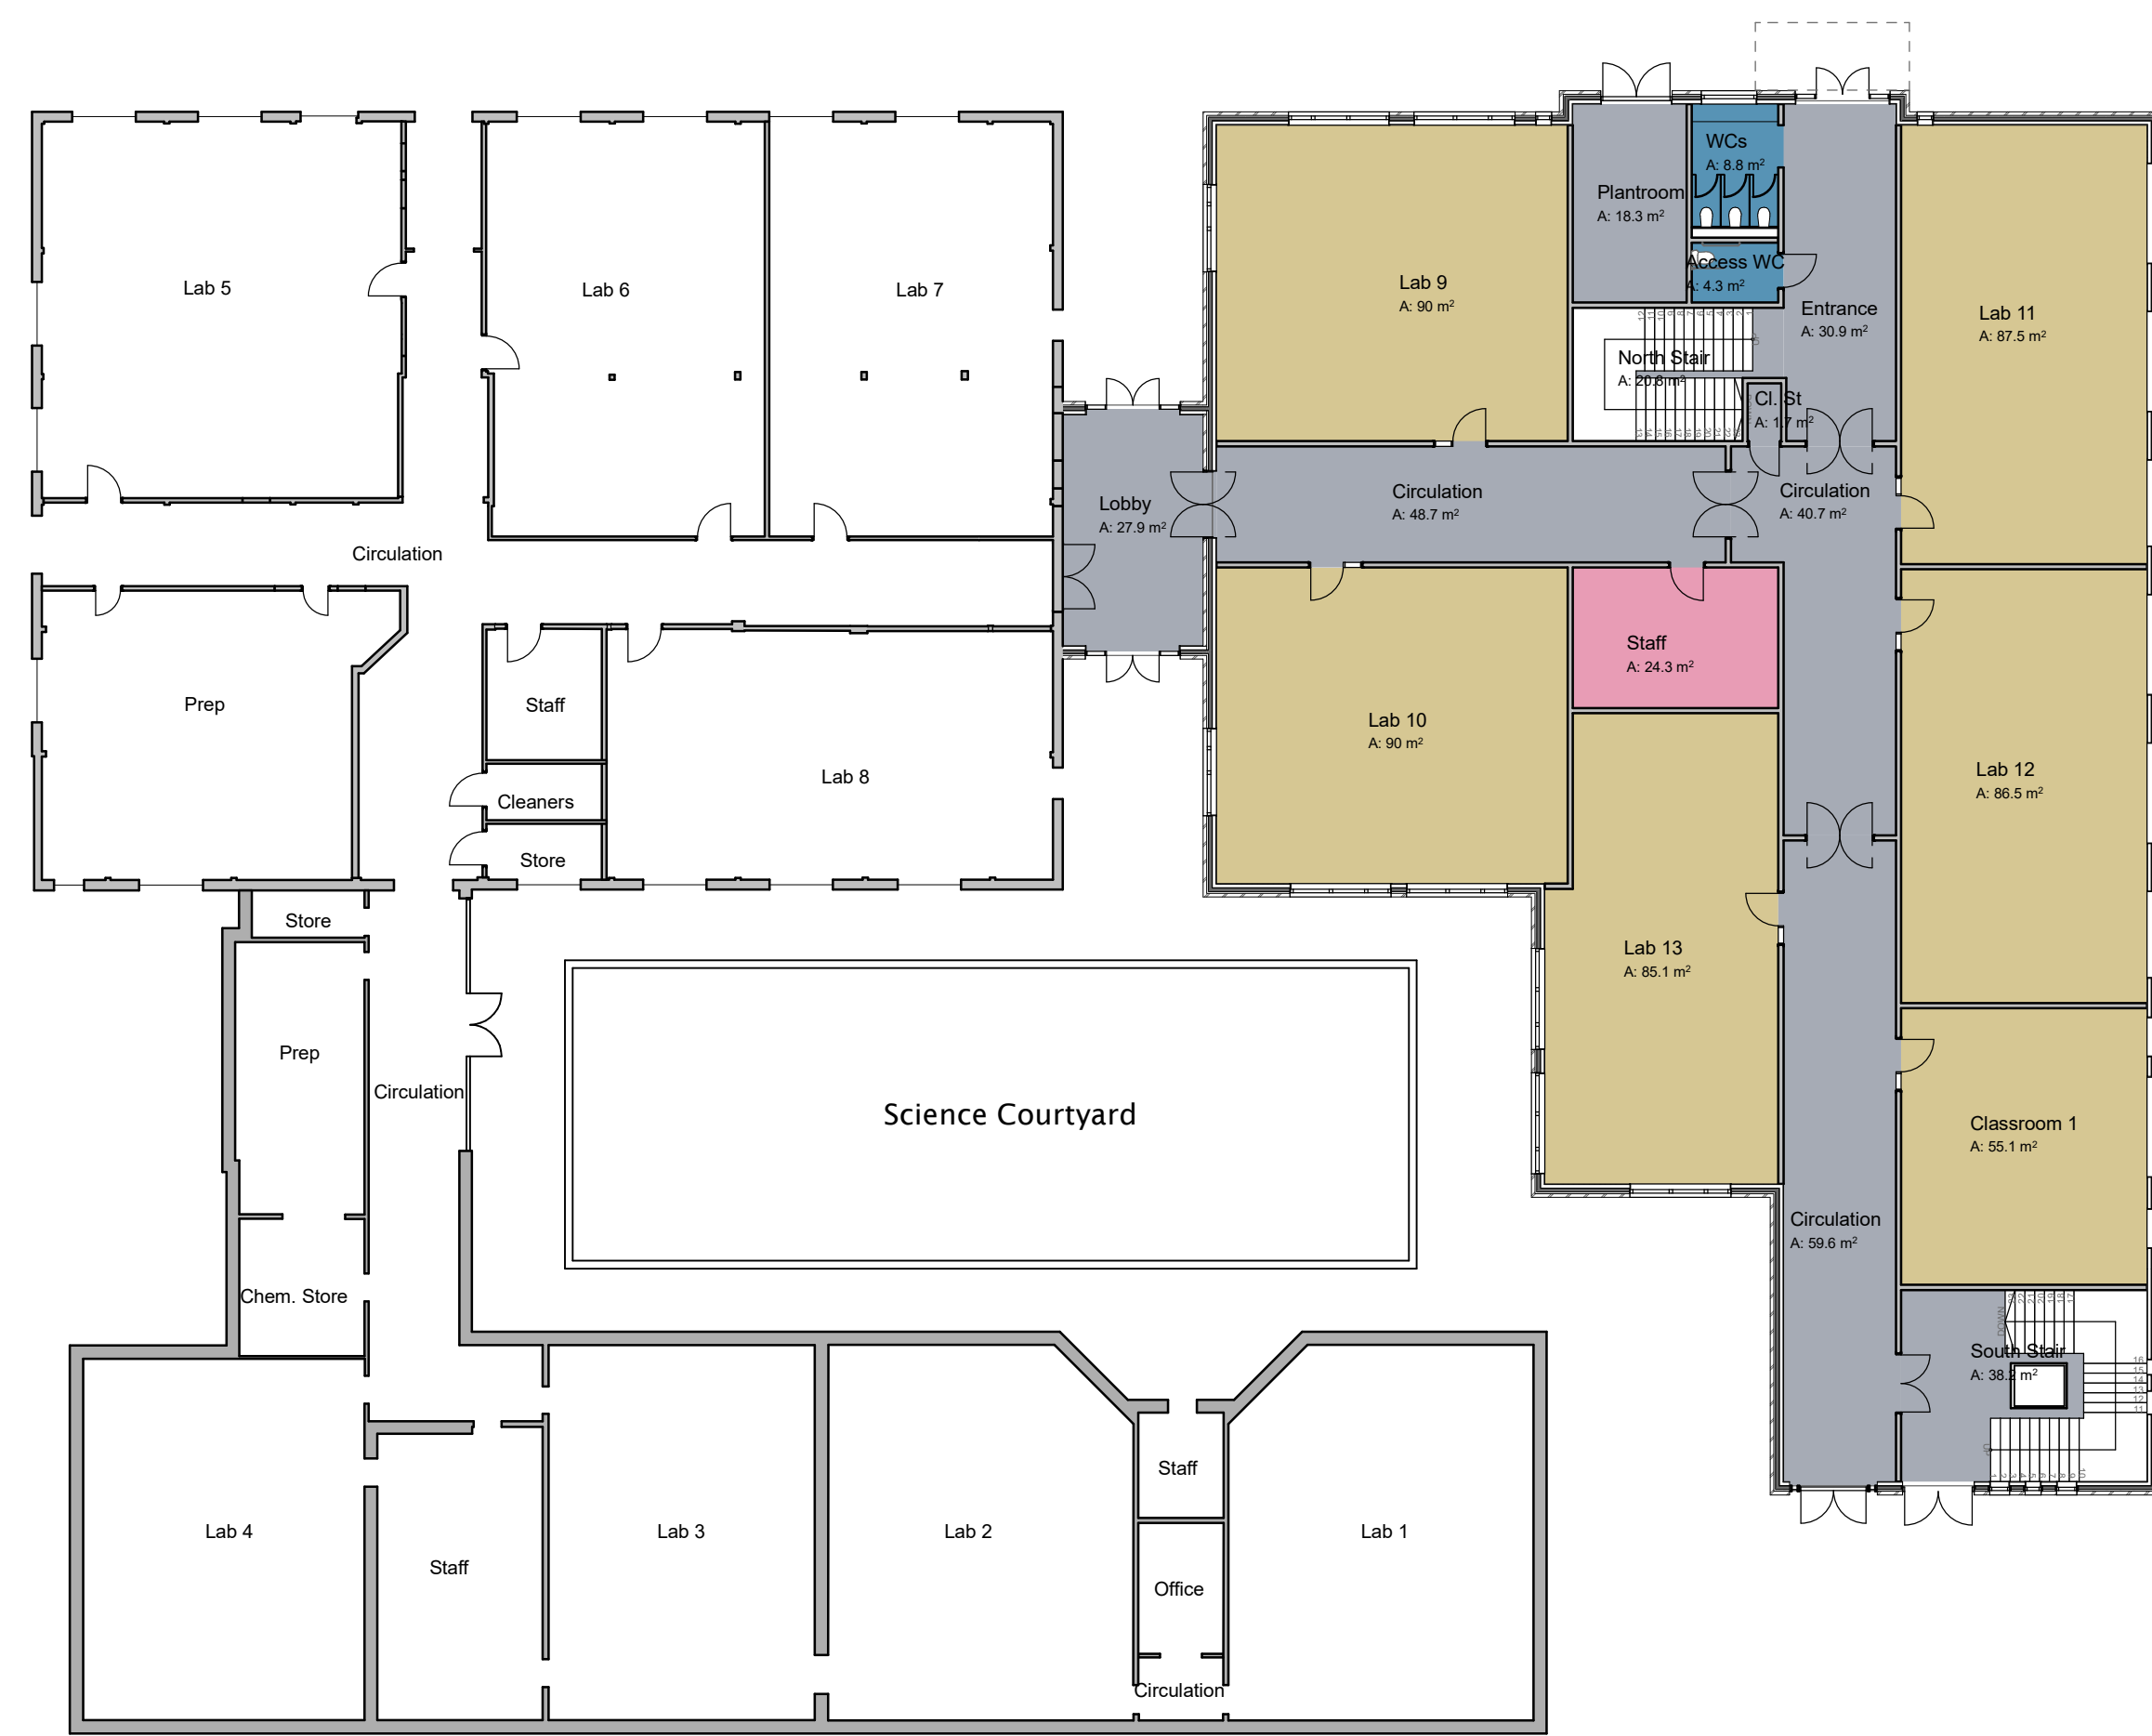 WCs
A: 8.8 m²
Plantroom
A: 18.3 m²
Access WC
A: 4.3 m²
Lab 5
Lab 6
Lab 7
Lab 9
A: 90 m²
Entrance
A: 30.9 m²
Lab 11
A: 87.5 m²
North Stair
A: 20.8 m²
Cl. St
A: 1.7 m²
Lobby
A: 27.9 m²
Circulation
A: 48.7 m²
Circulation
A: 40.7 m²
Circulation
Staff
A: 24.3 m²
Prep
Staff
Lab 10
A: 90 m²
Lab 8
Lab 12
A: 86.5 m²
Cleaners
Store
Store
Lab 13
A: 85.1 m²
Prep
Circulation
Science Courtyard
Classroom 1
A: 55.1 m²
Circulation
A: 59.6 m²
Chem. Store
DOWN
South Stair
A: 38.2 m²
UP
Staff
Lab 4
Lab 3
Lab 2
Lab 1
Staff
Office
Circulation